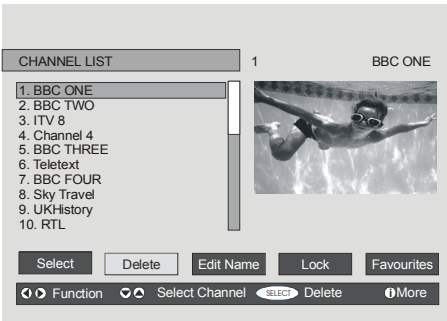 CHANNEL LIST 1 BBC ONE
1. BBC ONE
2. BBC TWO
3. ITV 8
4. Channel 4
5. BBC THREE
6. Teletext
7. BBC FOUR
8. Sky Travel
9. UKHistory
10. RTL
Select Delete Edit Name Lock Favourites
Function Select Channel SELECT Delete i More